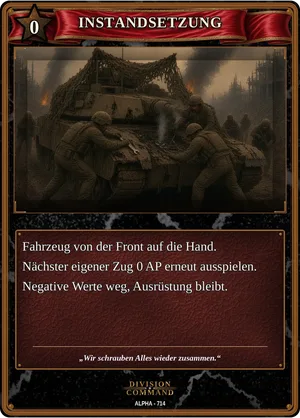 0
INSTANDSETZUNG
Fahrzeug von der Front auf die Hand.
Nächster eigener Zug 0 AP erneut ausspielen.
Negative Werte weg, Ausrüstung bleibt.
„Wir schrauben Alles wieder zusammen.“
DIVISION
COMMAND
ALPHA - 714